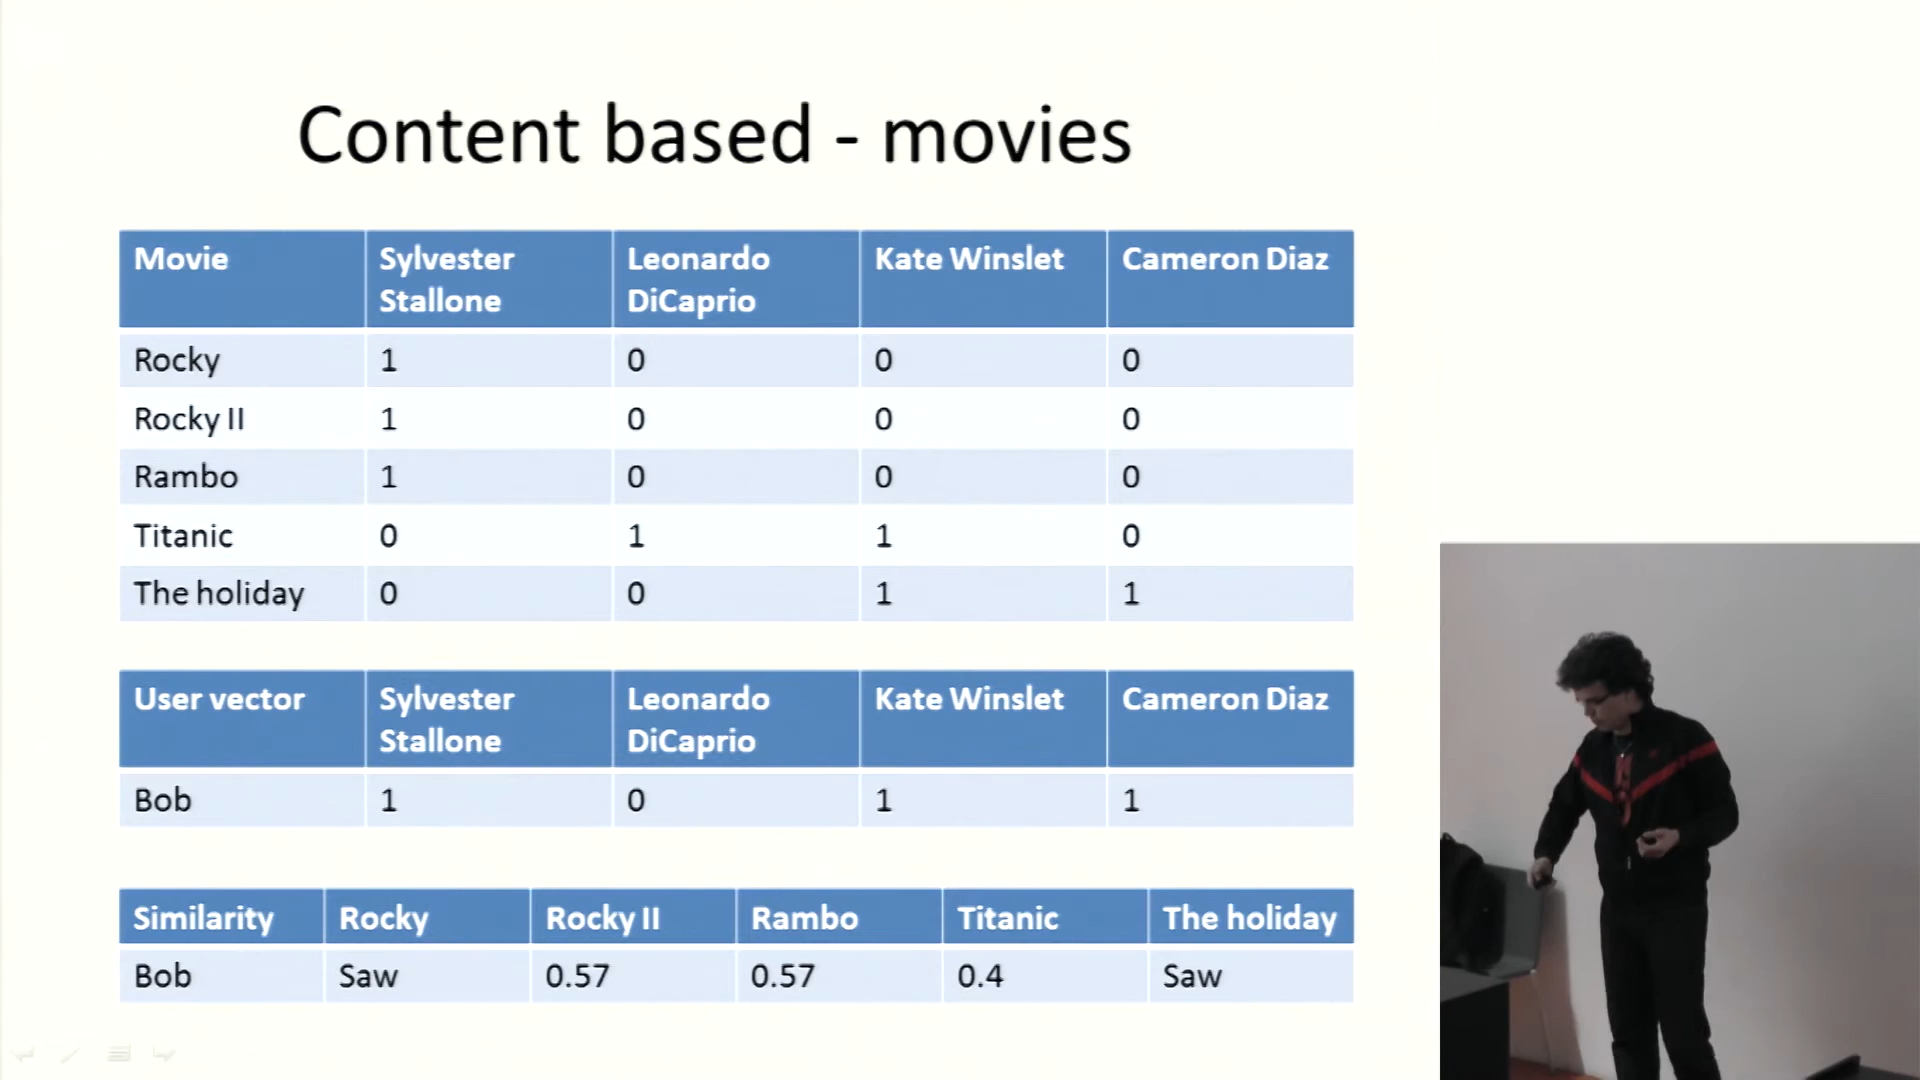 Content based - movies
Movie Sylvester Stallone Leonardo DiCaprio Kate Winslet Cameron Diaz
Rocky 1 0 0 0
Rocky II 1 0 0 0
Rambo 1 0 0 0
Titanic 0 1 1 0
The holiday 0 0 1 1
User vector Sylvester Stallone Leonardo DiCaprio Kate Winslet Cameron Diaz
Bob 1 0 1 1
Similarity Rocky Rocky II Rambo Titanic The holiday
Bob Saw 0.57 0.57 0.4 Saw